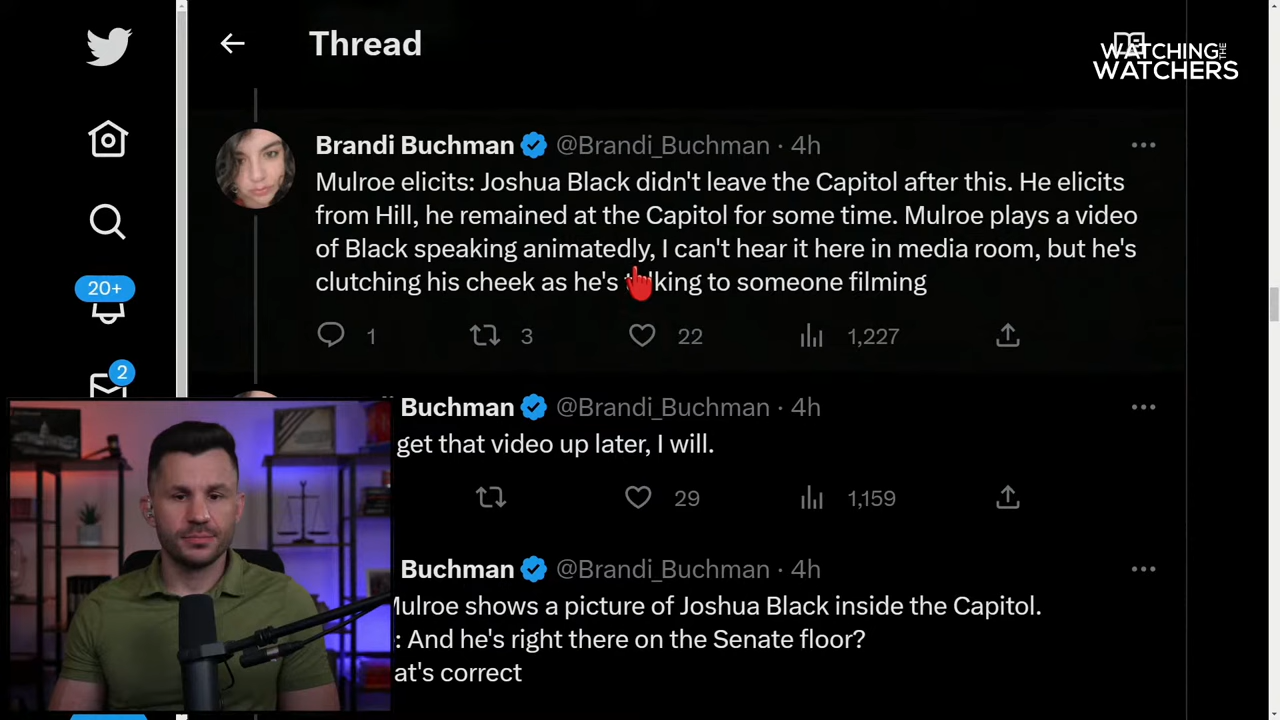 Thread
WATCHING THE
WATCHERS
Brandi Buchman @Brandi_Buchman · 4h
Mulroe elicits: Joshua Black didn't leave the Capitol after this. He elicits
from Hill, he remained at the Capitol for some time. Mulroe plays a video
of Black speaking animatedly, I can't hear it here in media room, but he's
clutching his cheek as he's talking to someone filming
1 3 22 1,227
20+
2
Buchman @Brandi_Buchman · 4h
get that video up later, I will.
29 1,159
Buchman @Brandi_Buchman · 4h
Mulroe shows a picture of Joshua Black inside the Capitol.
: And he's right there on the Senate floor?
at's correct